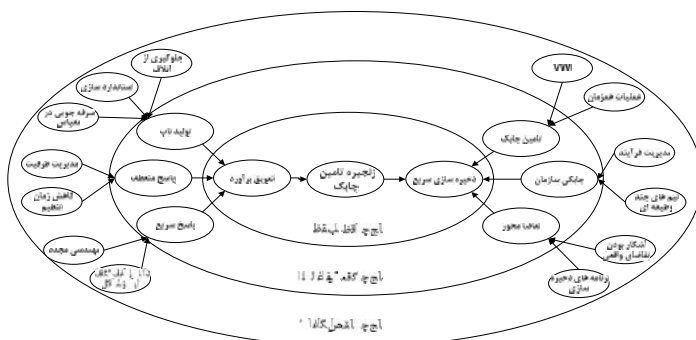 جلوگیری از
اتلاف
VMI
استاندارد سازی
عملیات همزمان
صرفه جویی در
مقیاس
تولید ناب
تامین چابک
مدیریت فرآیند
مدیریت ظرفیت
پاسخ منعطف
تعویق برآورد
زنجیره تامین
چابک
ذخیره سازی سریع
چابکی سازمان
کاهش زمان
تنظیم
تیم های چند
وظیفه ای
پاسخ سریع
تقاضا محور
مهندسی مجدد
آشکار بودن
تقاضای واقعی
برنامه های ذخیره
سازی